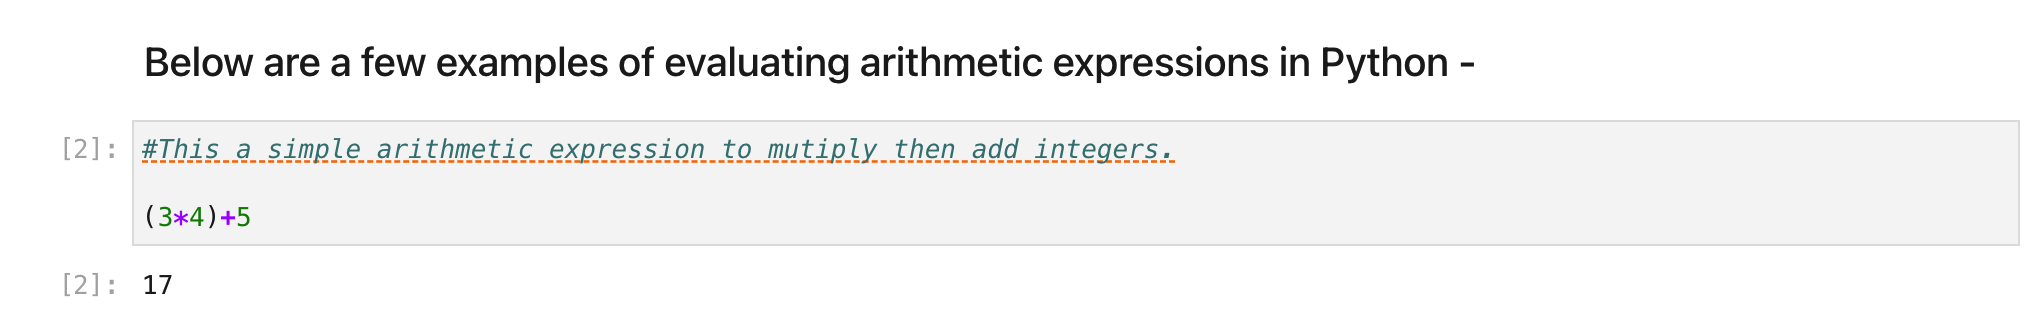 Below are a few examples of evaluating arithmetic expressions in Python -
[2]: #This a simple arithmetic expression to mutiply then add integers.
(3*4)+5
[2]: 17